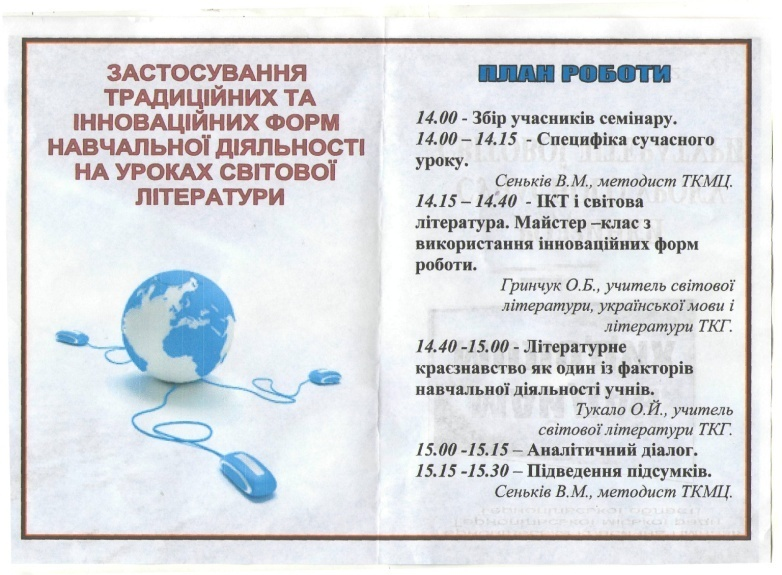 ЗАСТОСУВАННЯ
ТРАДИЦІЙНИХ ТА
ІННОВАЦІЙНИХ ФОРМ
НАВЧАЛЬНОЇ ДІЯЛЬНОСТІ
НА УРОКАХ СВІТОВОЇ
ЛІТЕРАТУРИ
ПЛАН РОБОТИ
14.00 - Збір учасників семінару.
14.00 – 14.15 - Специфіка сучасного
уроку.
Сеньків В.М., методист ТКМЦ.
14.15 – 14.40 - ІКТ і світова
література. Майстер –клас з
використання інноваційних форм
роботи.
Гринчук О.Б., учитель світової
літератури, української мови і
літератури ТКГ.
14.40 -15.00 - Літературне
краєзнавство як один із факторів
навчальної діяльності учнів.
Тукало О.Й., учитель
світової літератури ТКГ.
15.00 -15.15 – Аналітичний діалог.
15.15 -15.30 – Підведення підсумків.
Сеньків В.М., методист ТКМЦ.